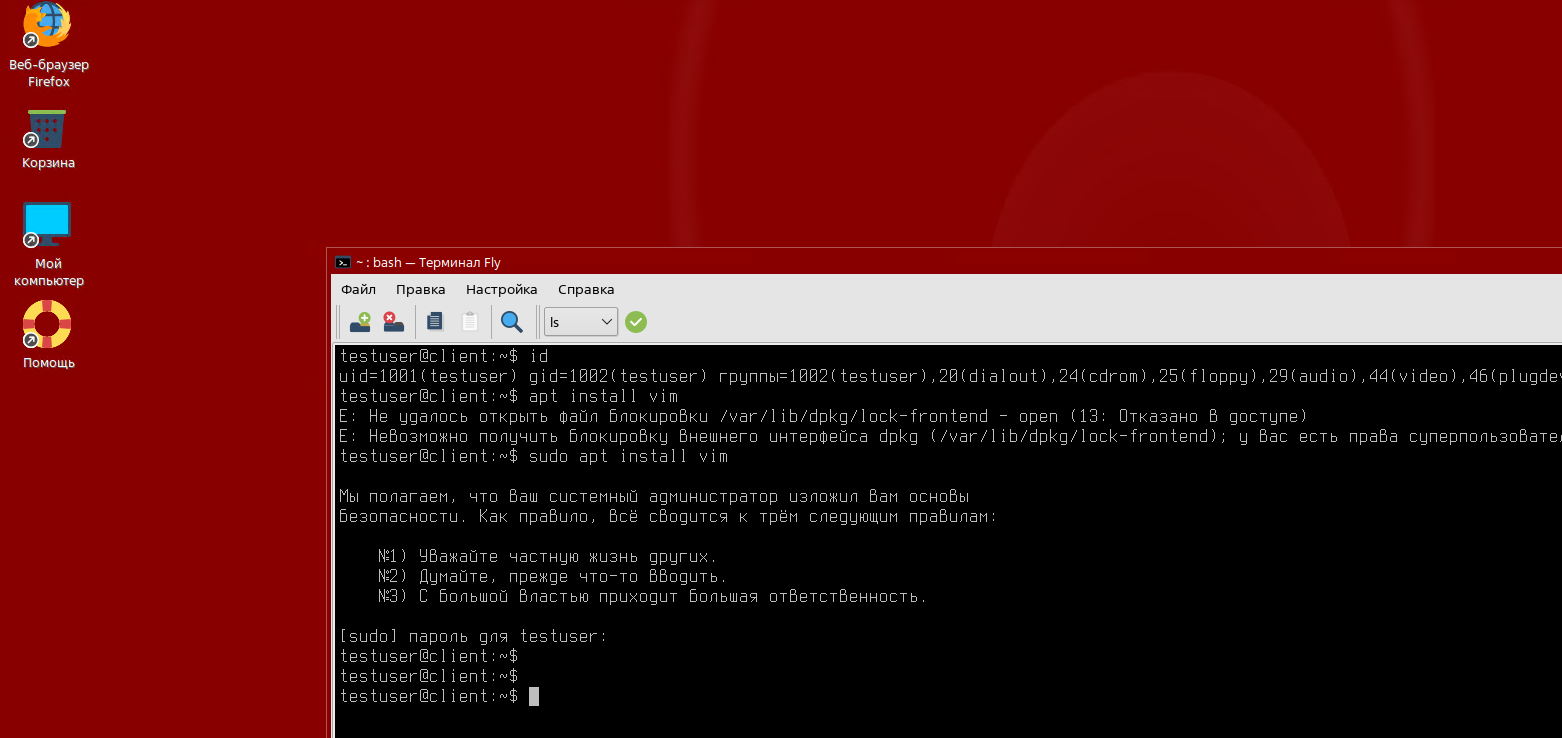 Веб-браузер
Firefox
Корзина
Мой
компьютер
Помощь
~ : bash — Терминал Fly
Файл Правка Настройка Справка
ls
testuser@client:~$ id
uid=1001(testuser) gid=1002(testuser) группы=1002(testuser),20(dialout),24(cdrom),25(floppy),29(audio),44(video),46(plugdev
testuser@client:~$ apt install vim
E: Не удалось открыть файл блокировки /var/lib/dpkg/lock-frontend - open (13: Отказано в доступе)
E: Невозможно получить блокировку внешнего интерфейса dpkg (/var/lib/dpkg/lock-frontend); у вас есть права суперпользовател
testuser@client:~$ sudo apt install vim
Мы полагаем, что ваш системный администратор изложил вам основы
безопасности. Как правило, всё сводится к трём следующим правилам:
№1) Уважайте частную жизнь других.
№2) Думайте, прежде что-то вводить.
№3) С большой властью приходит большая ответственность.
[sudo] пароль для testuser:
testuser@client:~$
testuser@client:~$
testuser@client:~$